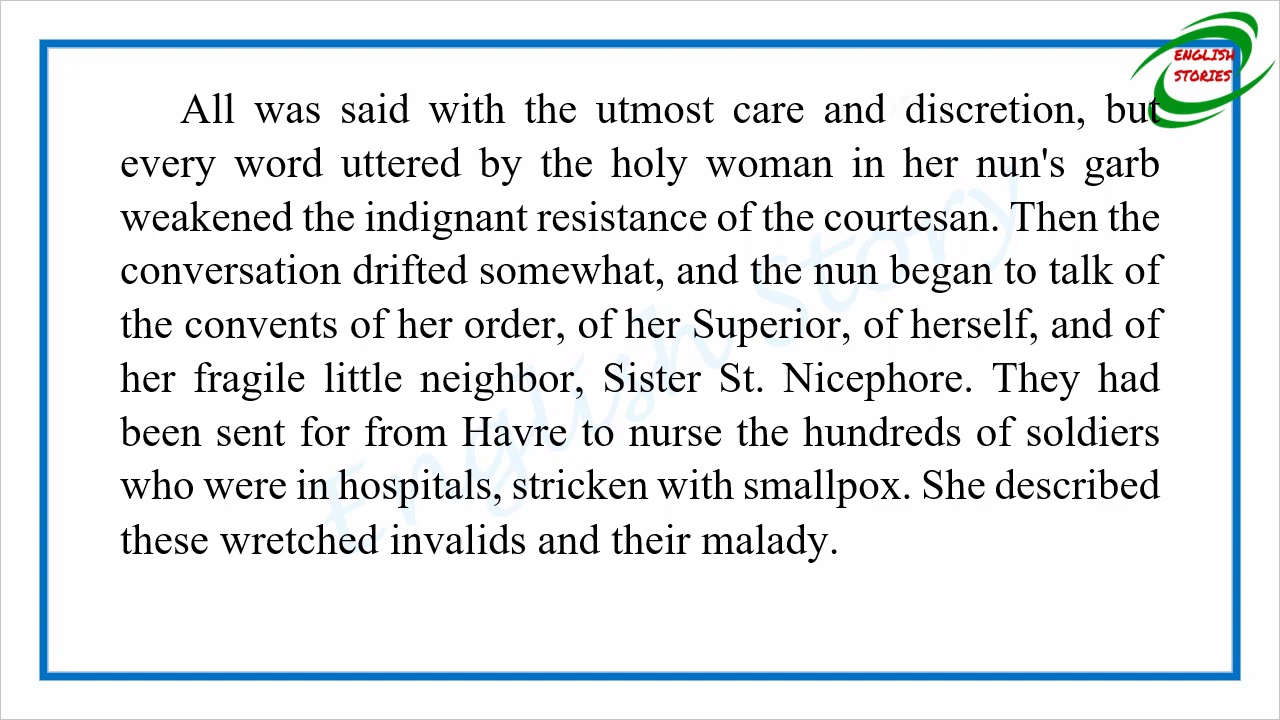 ENGLISH
STORIES
All was said with the utmost care and discretion, but
every word uttered by the holy woman in her nun's garb
weakened the indignant resistance of the courtesan. Then the
conversation drifted somewhat, and the nun began to talk of
the convents of her order, of her Superior, of herself, and of
her fragile little neighbor, Sister St. Nicephore. They had
been sent for from Havre to nurse the hundreds of soldiers
who were in hospitals, stricken with smallpox. She described
these wretched invalids and their malady.
English Story